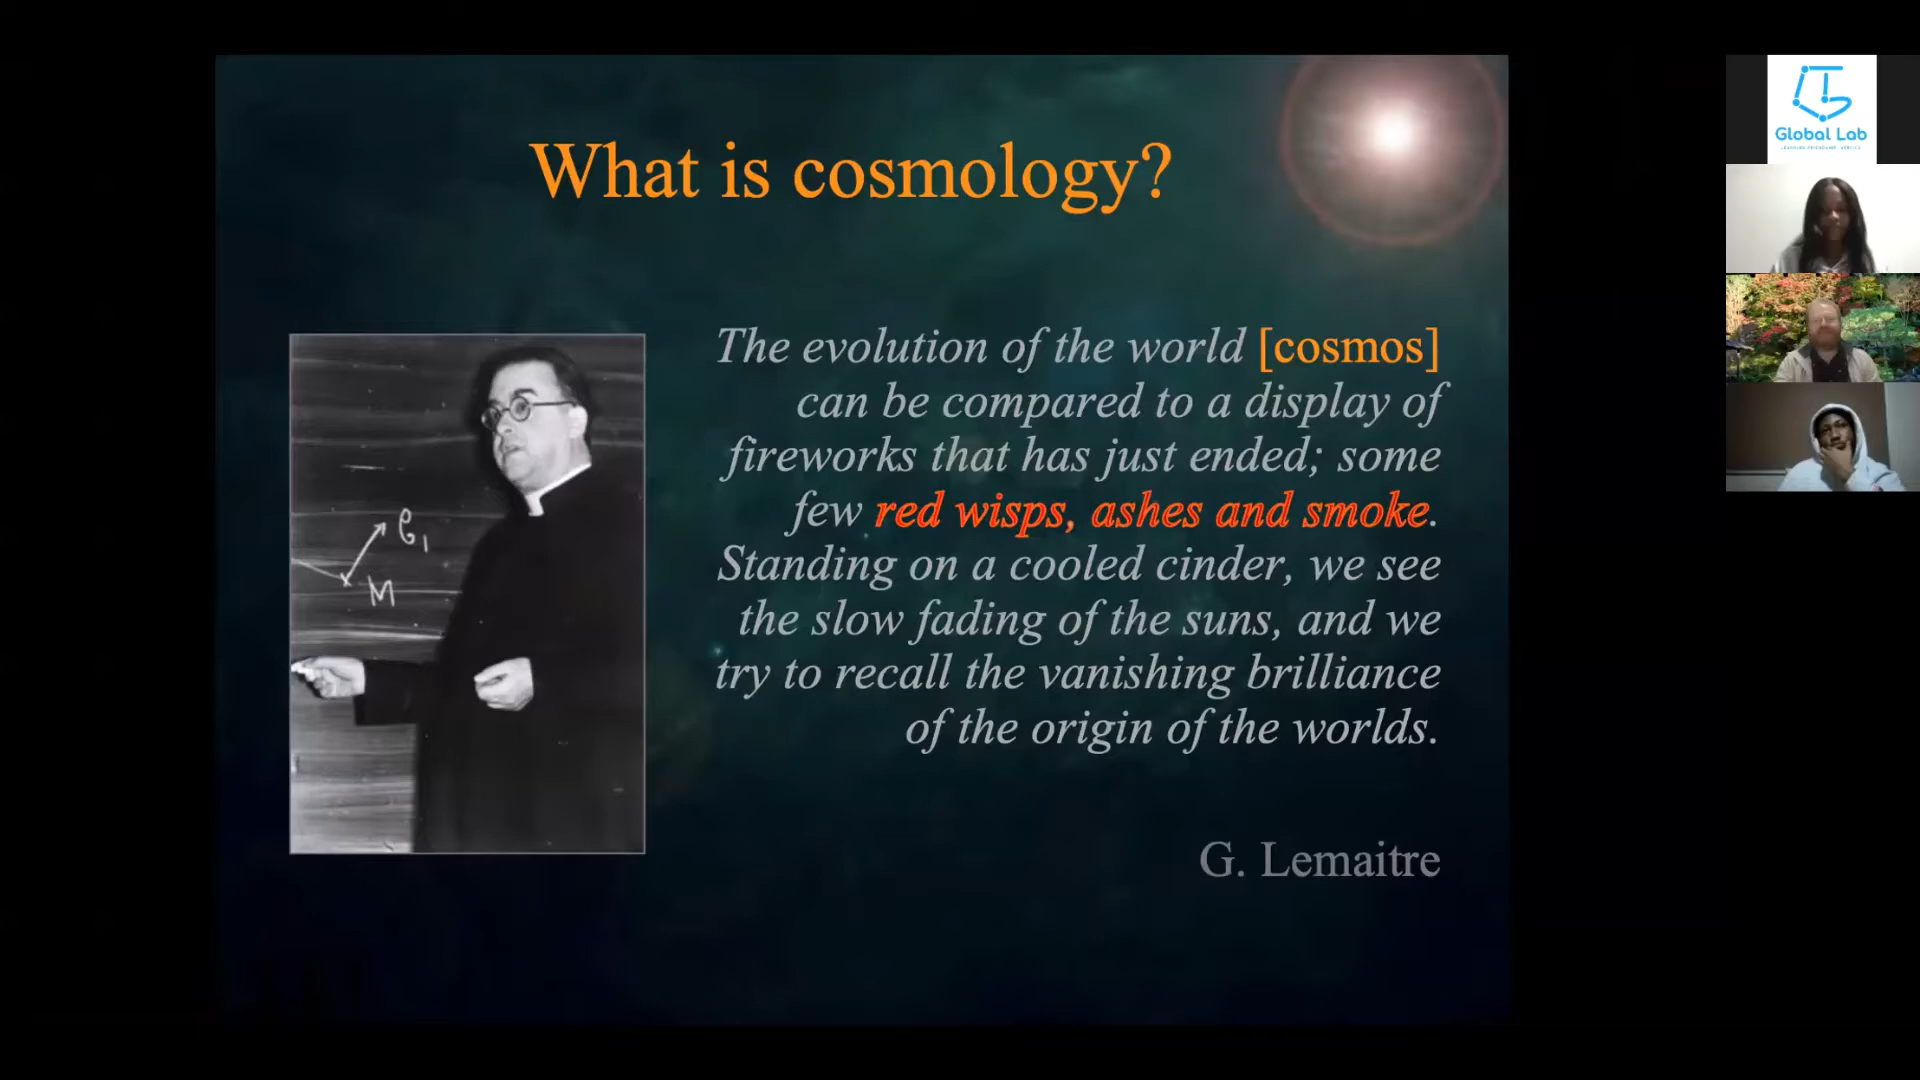 What is cosmology?
The evolution of the world [cosmos]
can be compared to a display of
fireworks that has just ended; some
few red wisps, ashes and smoke.
Standing on a cooled cinder, we see
the slow fading of the suns, and we
try to recall the vanishing brilliance
of the origin of the worlds.
G. Lemaitre
M
Global Lab